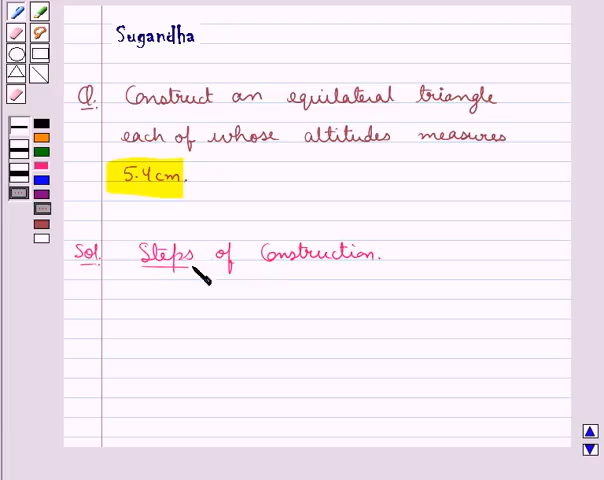 Sugandha
Q. Construct an equilateral triangle
each of whose altitudes measures
5.4 cm.
Sol. Steps of Construction.